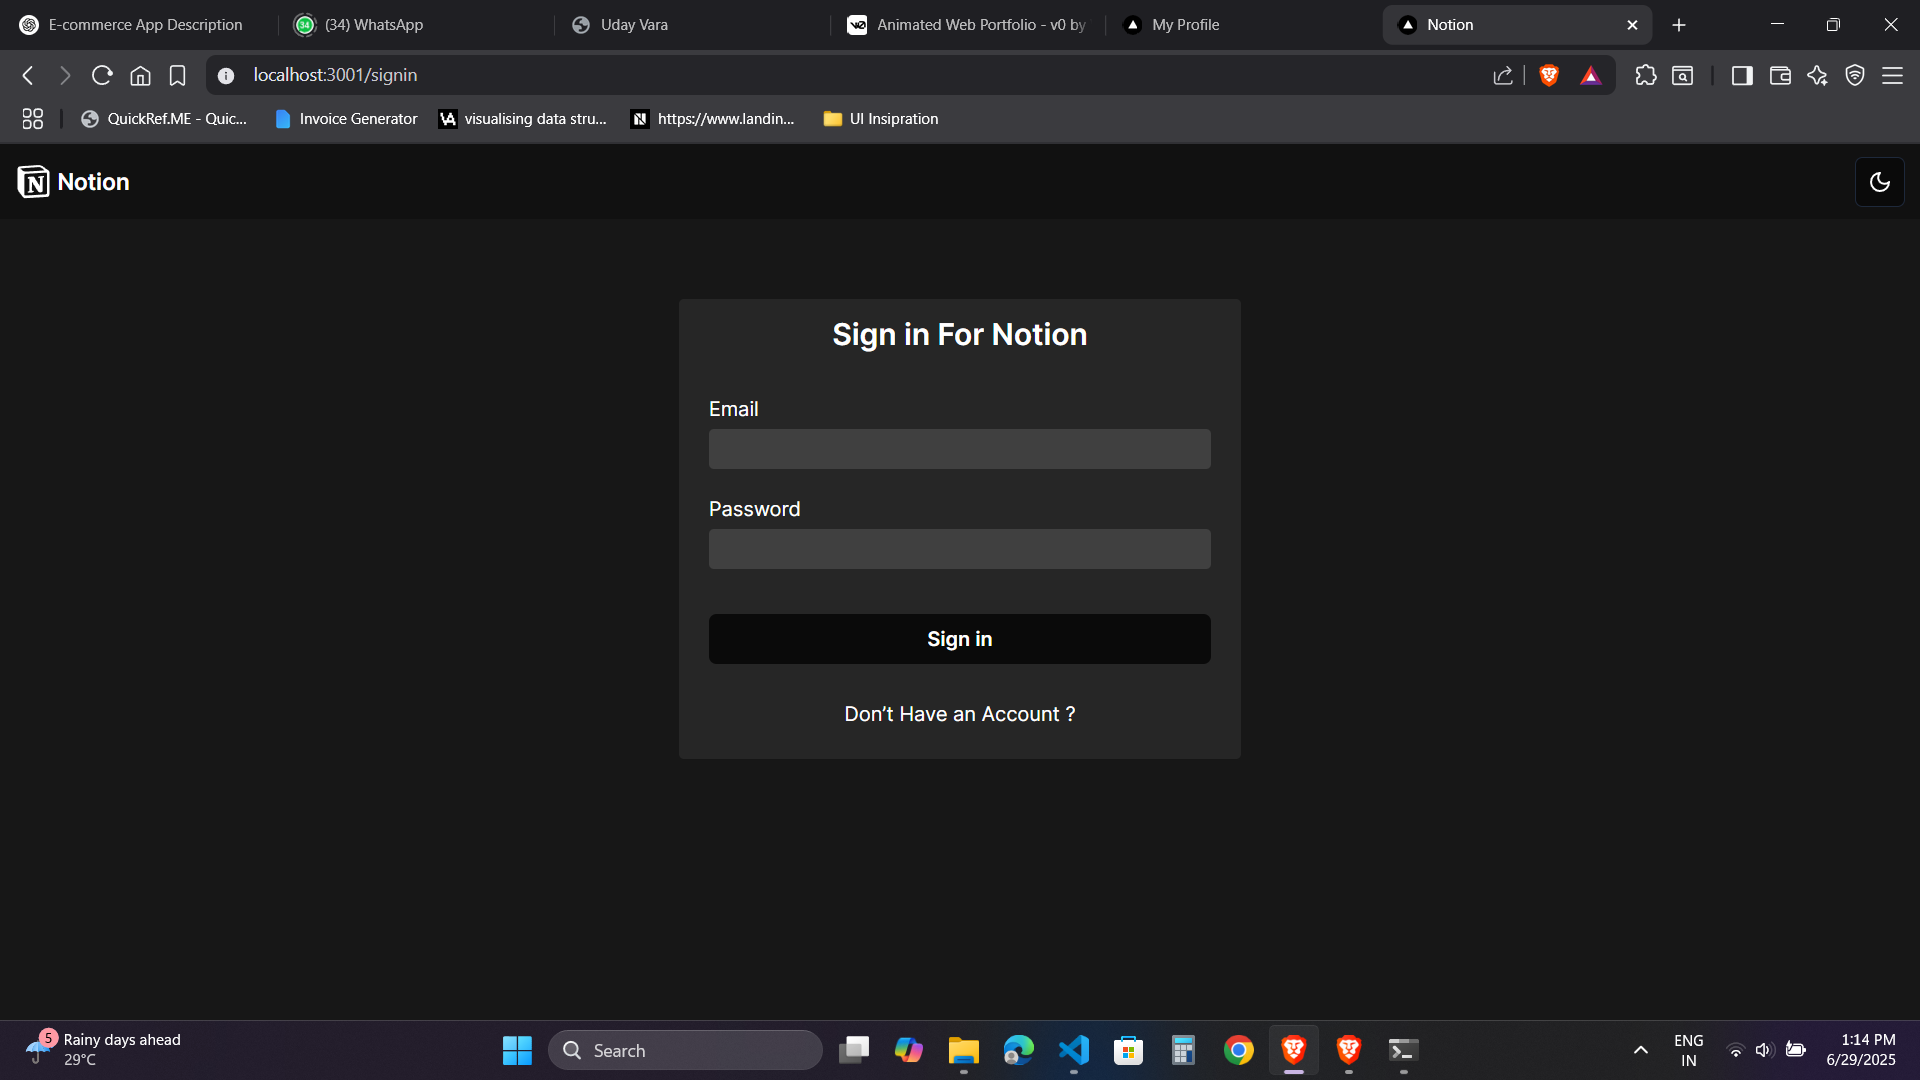 E-commerce App Description
(34) WhatsApp
Uday Vara
Animated Web Portfolio - v0 by
My Profile
Notion
localhost:3001/signin
QuickRef.ME - Quic...
Invoice Generator
visualising data stru...
https://www.landin...
UI Insipration
Notion
Sign in For Notion
Email
Password
Sign in
Don’t Have an Account ?
5
Rainy days ahead
29°C
Search
ENG
IN
1:14 PM
6/29/2025